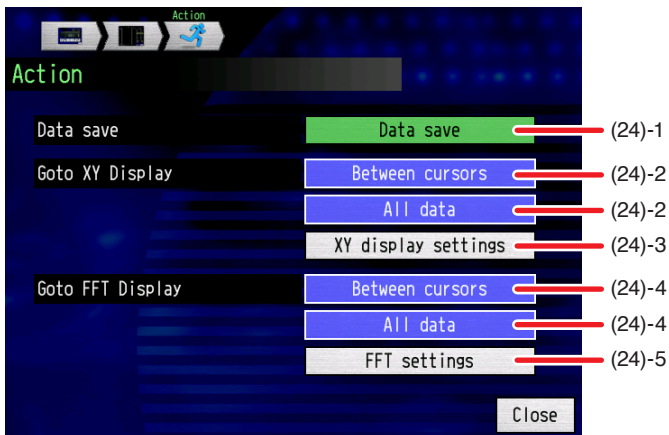 Action
Action
Data save Data save (24)-1
Goto XY Display Between cursors (24)-2
All data (24)-2
XY display settings (24)-3
Goto FFT Display Between cursors (24)-4
All data (24)-4
FFT settings (24)-5
Close